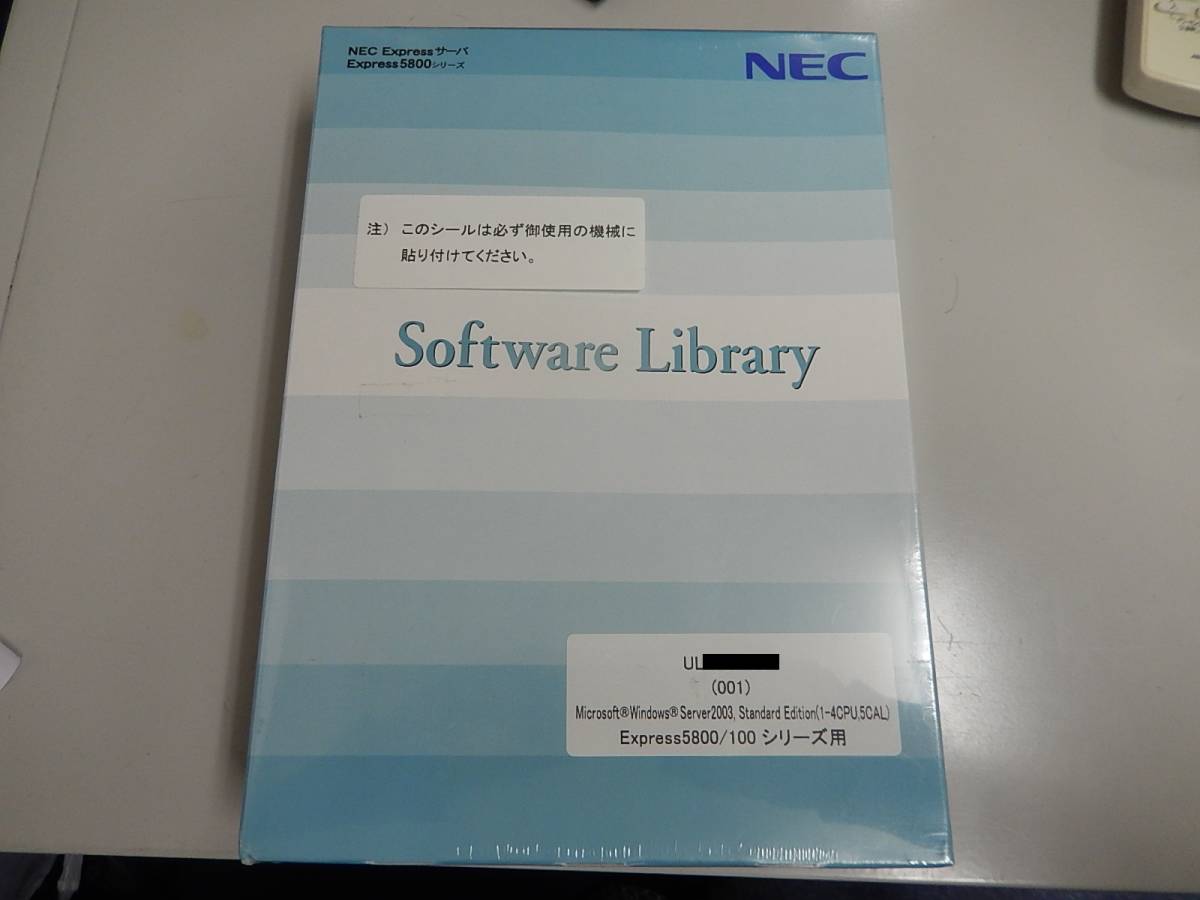 NEC Expressサーバ
Express5800シリーズ
NEC
注） このシールは必ず御使用の機械に
貼り付けてください。
Software Library
UL
(001)
Microsoft®Windows®Server2003, Standard Edition(1-4CPU,5CAL)
Express5800/100 シリーズ用